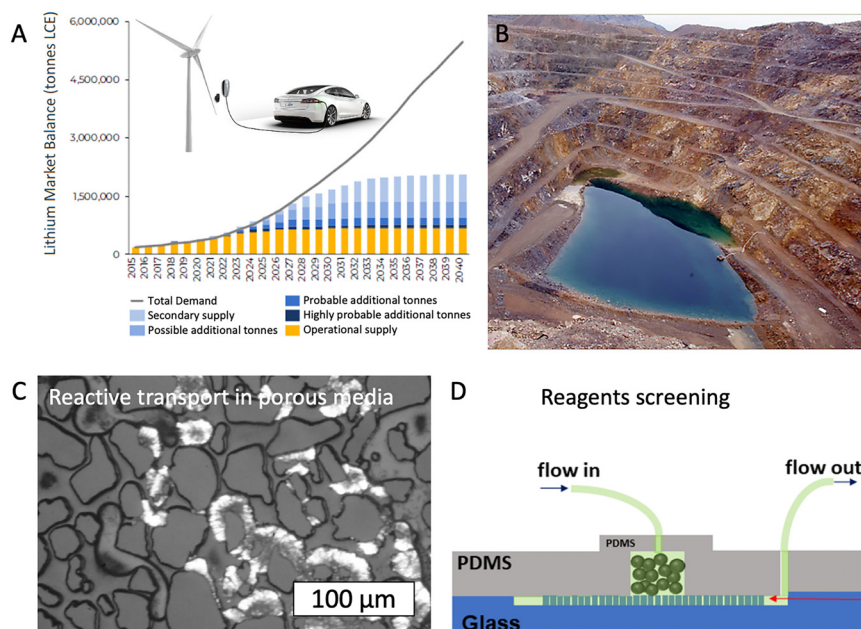 A
Lithium Market Balance (tonnes LCE)
6,000,000
4,500,000
3,000,000
1,500,000
0
2015
2016
2017
2018
2019
2020
2021
2022
2023
2024
2025
2026
2027
2028
2029
2030
2031
2032
2033
2034
2035
2036
2037
2038
2039
2040
Total Demand
Secondary supply
Possible additional tonnes
Probable additional tonnes
Highly probable additional tonnes
Operational supply
B
C
Reactive transport in porous media
100 µm
D
Reagents screening
flow in
flow out
PDMS
PDMS
Glass